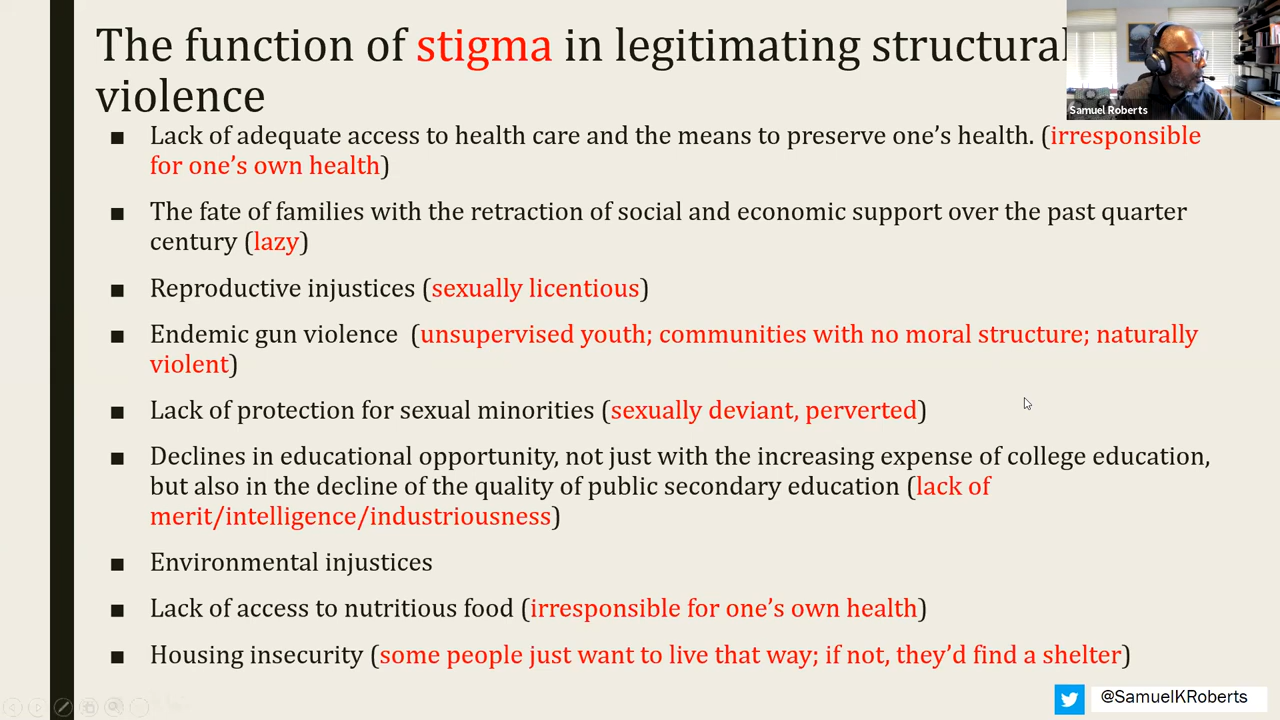 The function of stigma in legitimating structural
violence
Samuel Roberts
■ Lack of adequate access to health care and the means to preserve one’s health. (irresponsible
for one’s own health)
■ The fate of families with the retraction of social and economic support over the past quarter
century (lazy)
■ Reproductive injustices (sexually licentious)
■ Endemic gun violence (unsupervised youth; communities with no moral structure; naturally
violent)
■ Lack of protection for sexual minorities (sexually deviant, perverted)
■ Declines in educational opportunity, not just with the increasing expense of college education,
but also in the decline of the quality of public secondary education (lack of
merit/intelligence/industriousness)
■ Environmental injustices
■ Lack of access to nutritious food (irresponsible for one’s own health)
■ Housing insecurity (some people just want to live that way; if not, they’d find a shelter)
@SamuelKRoberts